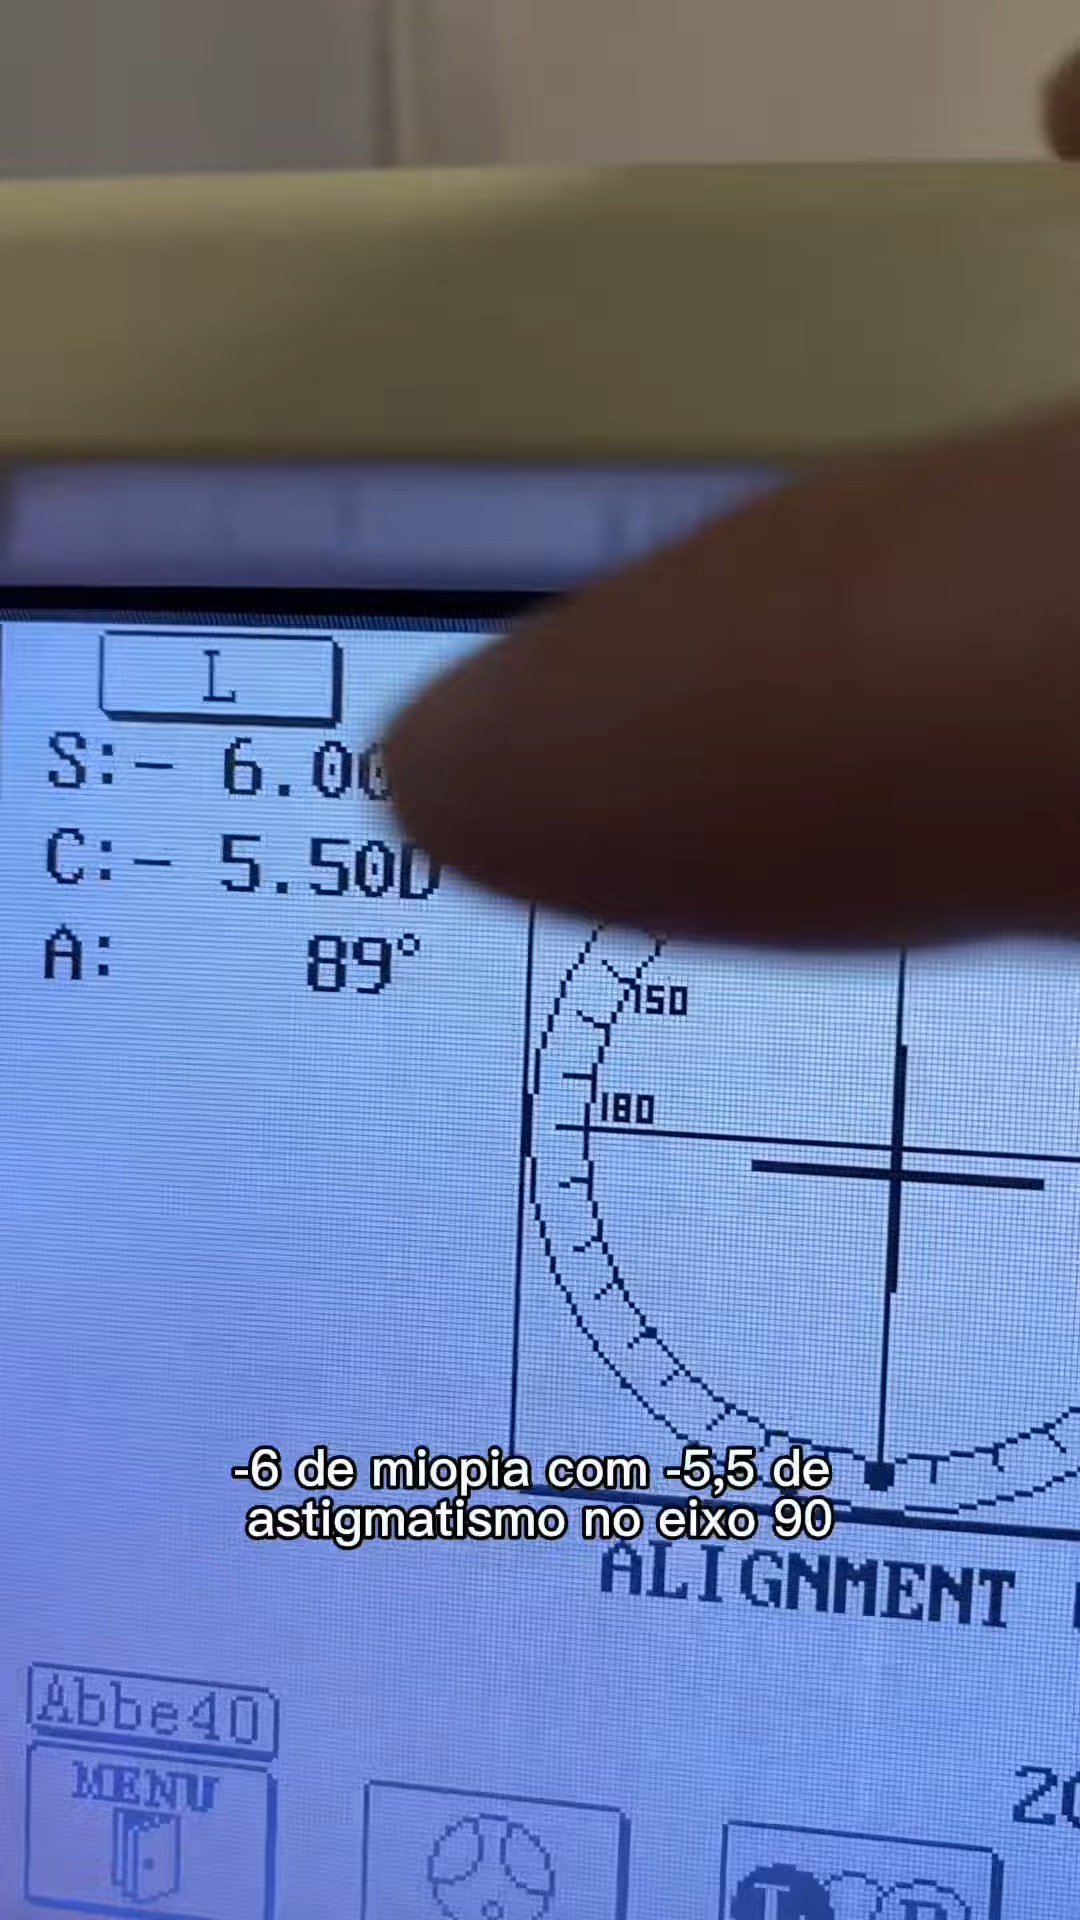 L
S:- 6.00
C:- 5.50D
A: 89°
150
180
-6 de miopia com -5,5 de
astigmatismo no eixo 90
ALIGNMENT
Abbe40
MENU
20